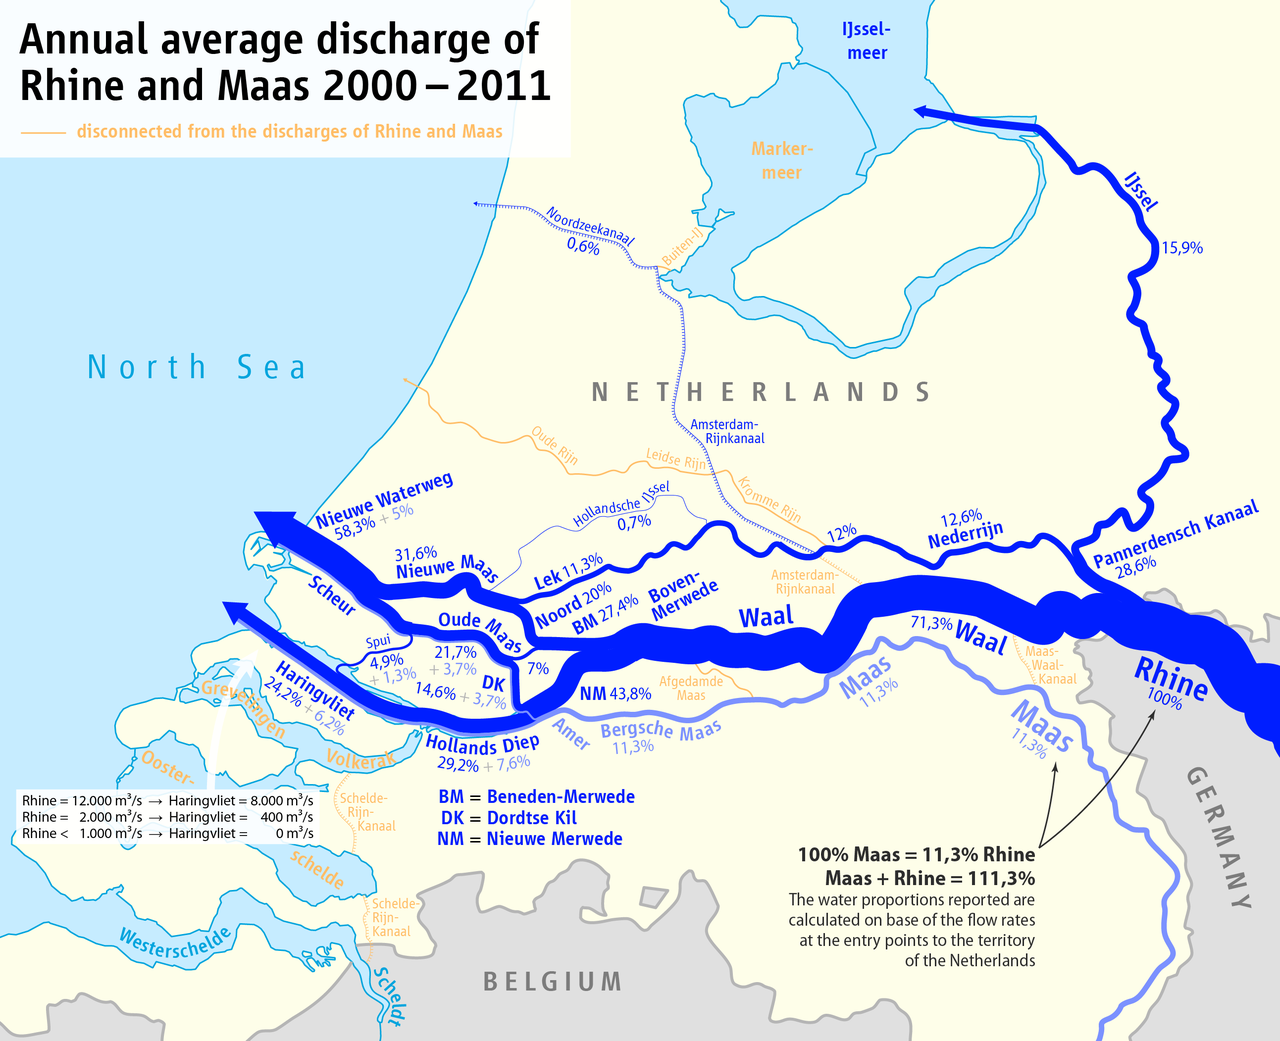 Annual average discharge of
Rhine and Maas 2000 – 2011
disconnected from the discharges of Rhine and Maas
IJssel-
meer
Marker-
meer
IJssel
15,9%
Noordzeekanaal
0,6%
Buiten-IJ
North Sea
NETHERLANDS
Amsterdam-
Rijnkanaal
Oude Rijn
Leidse Rijn
Kromme Rijn
Hollandsche IJssel
0,7%
Nieuwe Waterweg
58,3% + 5%
12%
12,6%
Nederrijn
Pannerdensch Kanaal
28,6%
31,6%
Nieuwe Maas
Lek 11,3%
Amsterdam-
Rijnkanaal
Scheur
Noord 20%
BM 27,4%
Boven-
Merwede
Waal
71,3% Waal
Oude Maas
Spui
4,9%
+ 1,3%
21,7%
+ 3,7%
7%
DK
14,6% + 3,7%
NM 43,8%
Afgedamde
Maas
Maas
11,3%
Maas-
Waal-
Kanaal
Rhine
100%
Haringvliet
24,2% + 6,2%
Grevelingen
Maas
11,3%
Amer
Bergsche Maas
11,3%
Hollands Diep
29,2% + 7,6%
Volkerak
Ooster-
schelde
BM = Beneden-Merwede
DK = Dordtse Kil
NM = Nieuwe Merwede
Rhine = 12.000 m³/s → Haringvliet = 8.000 m³/s
Rhine = 2.000 m³/s → Haringvliet = 400 m³/s
Rhine < 1.000 m³/s → Haringvliet = 0 m³/s
Schelde-
Rijn-
Kanaal
GERMANY
100% Maas = 11,3% Rhine
Maas + Rhine = 111,3%
The water proportions reported are
calculated on base of the flow rates
at the entry points to the territory
of the Netherlands
Schelde-
Rijn-
Kanaal
Westerschelde
Scheldt
BELGIUM